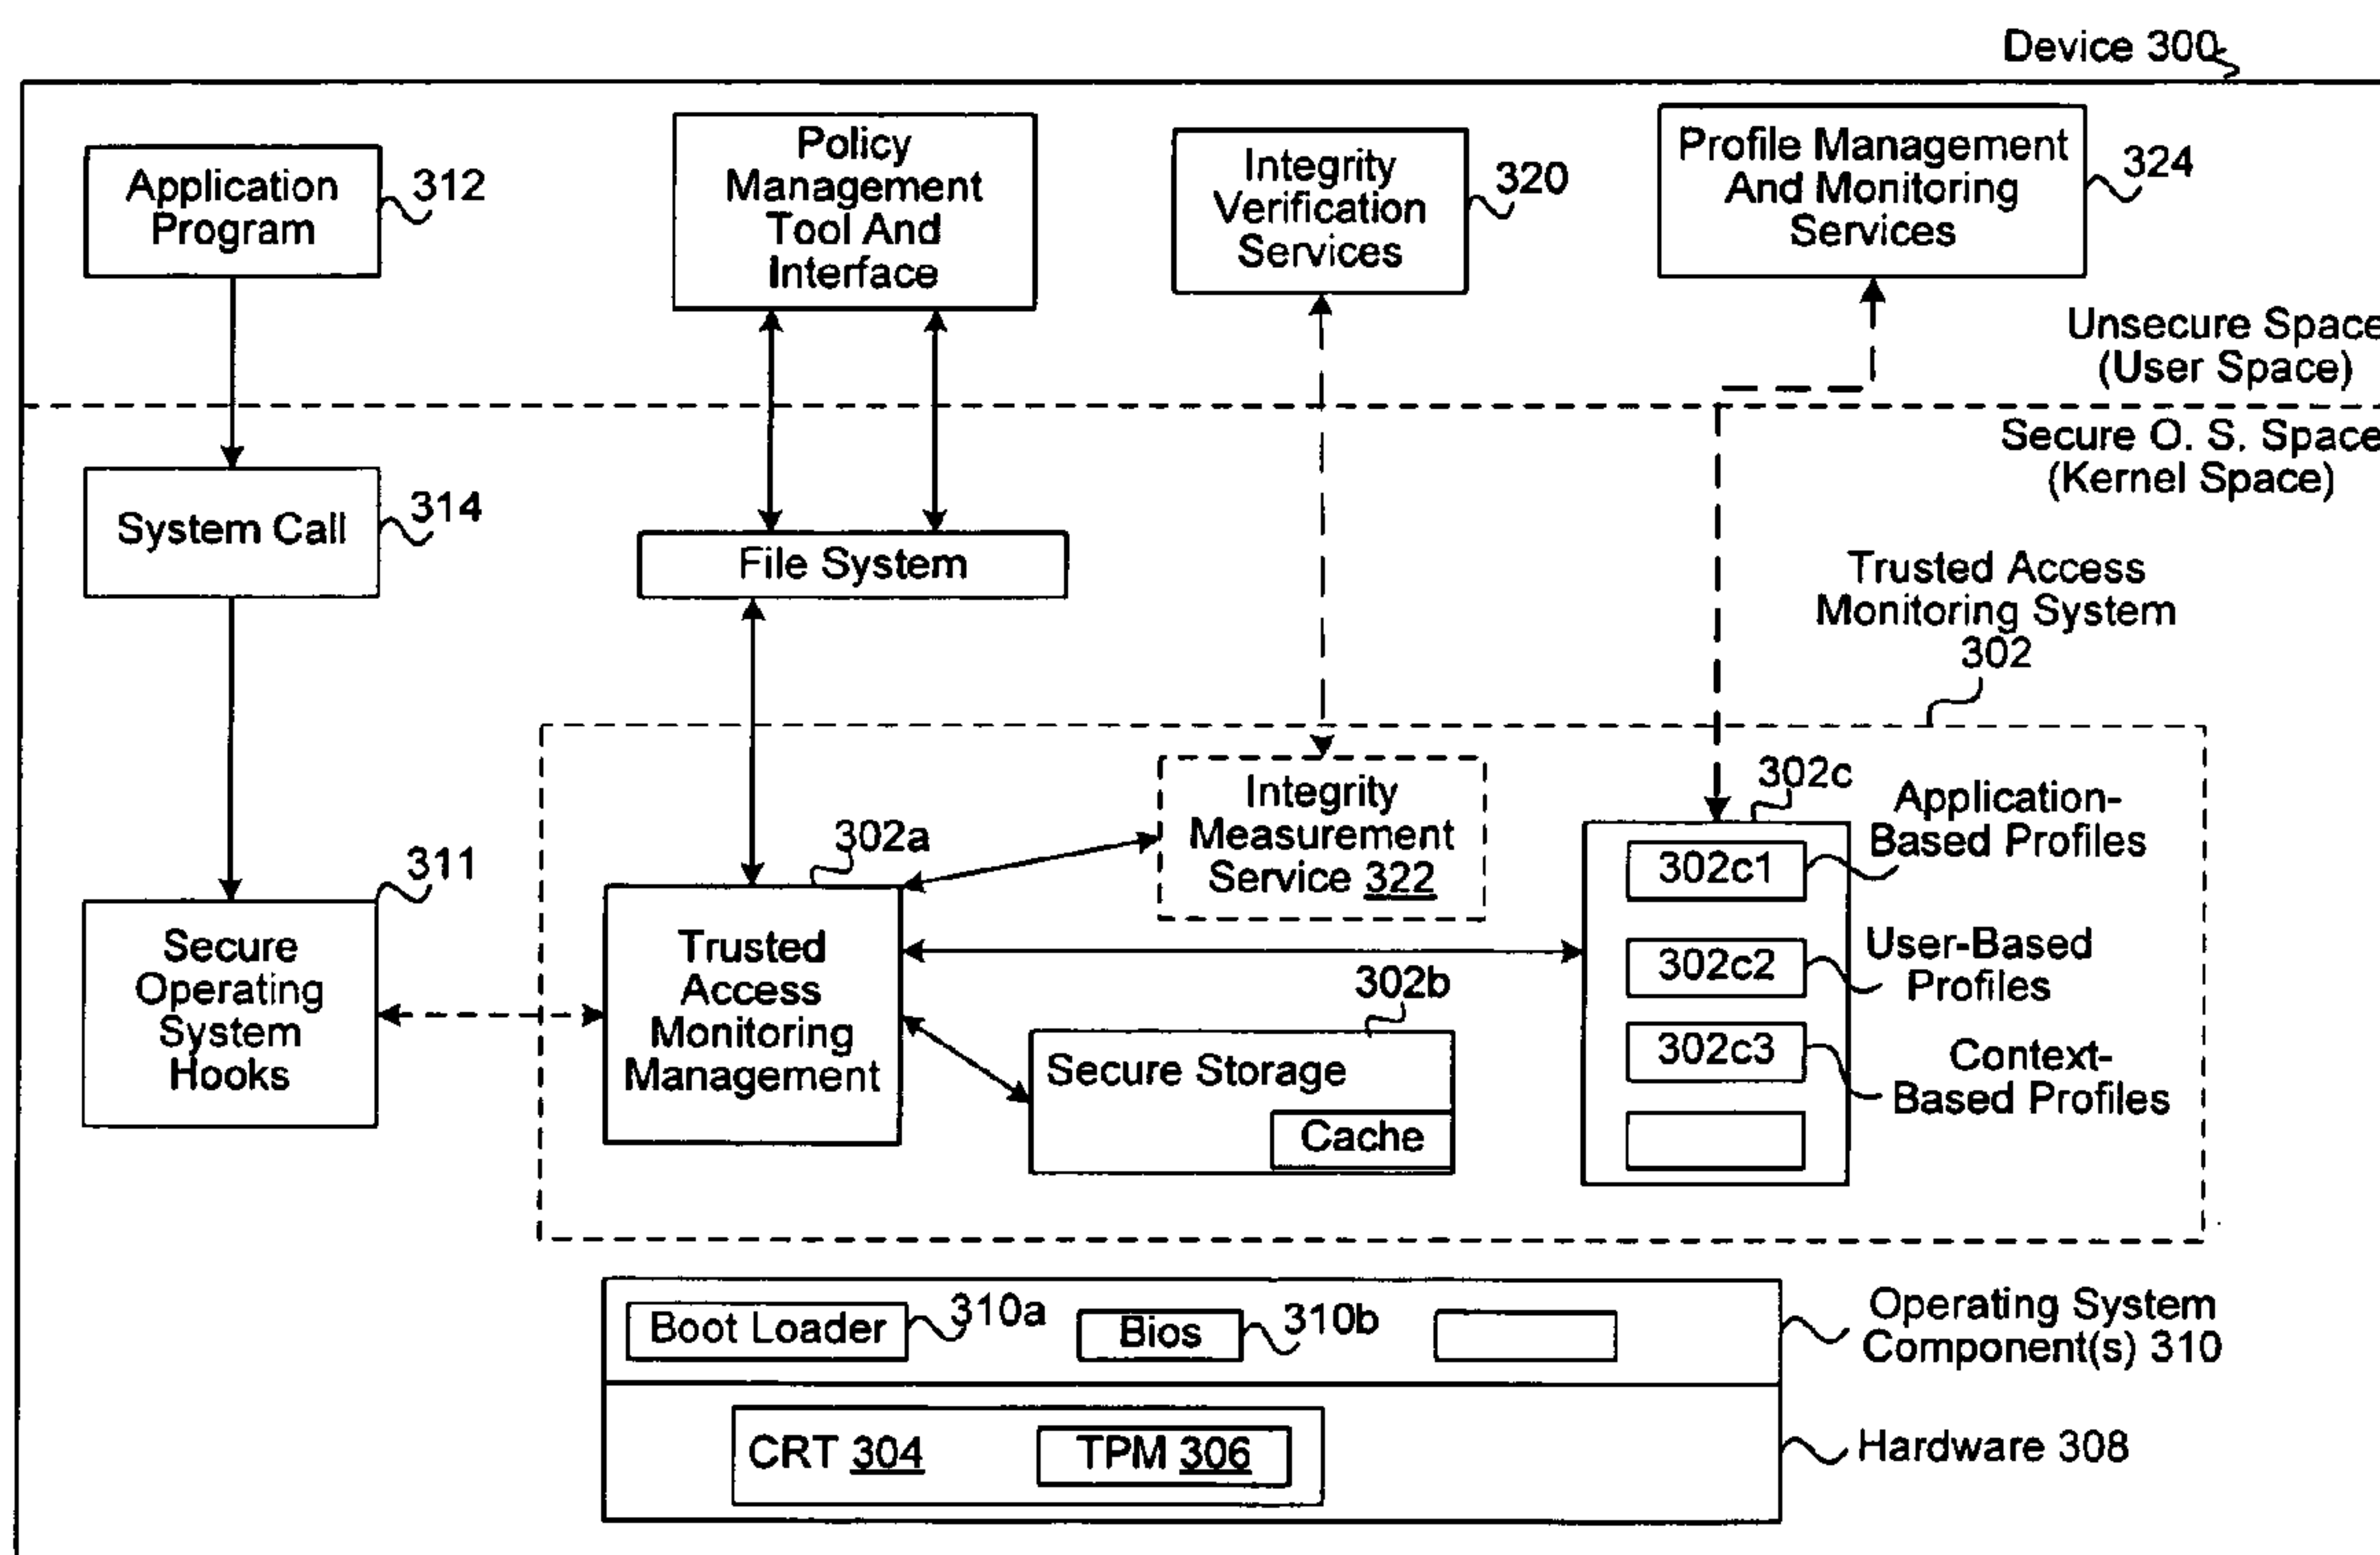 Device 300
Application
Program
312
Policy
Management
Tool And
Interface
Integrity
Verification
Services
320
Profile Management
And Monitoring
Services
324
Unsecure Space
(User Space)
Secure O. S. Space
(Kernel Space)
System Call
314
File System
Trusted Access
Monitoring System
302
311
Secure
Operating
System
Hooks
302a
Trusted
Access
Monitoring
Management
Integrity
Measurement
Service 322
302b
Secure Storage
Cache
302c
302c1
Application-
Based Profiles
302c2
User-Based
Profiles
302c3
Context-
Based Profiles
Boot Loader
310a
Bios
310b
Operating System
Component(s) 310
CRT 304
TPM 306
Hardware 308